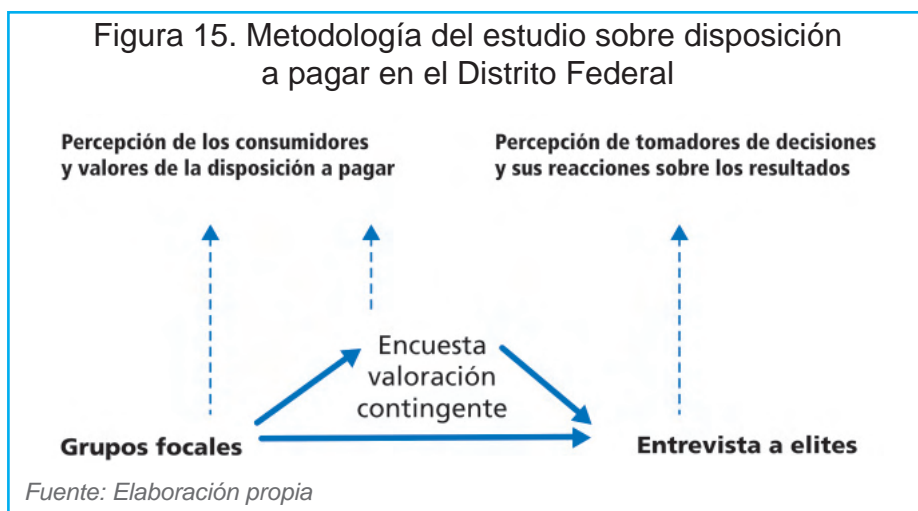 Figura 15. Metodología del estudio sobre disposición
a pagar en el Distrito Federal
Percepción de los consumidores
y valores de la disposición a pagar
Percepción de tomadores de decisiones
y sus reacciones sobre los resultados
Encuesta
valoración
contingente
Grupos focales
Entrevista a elites
Fuente: Elaboración propia